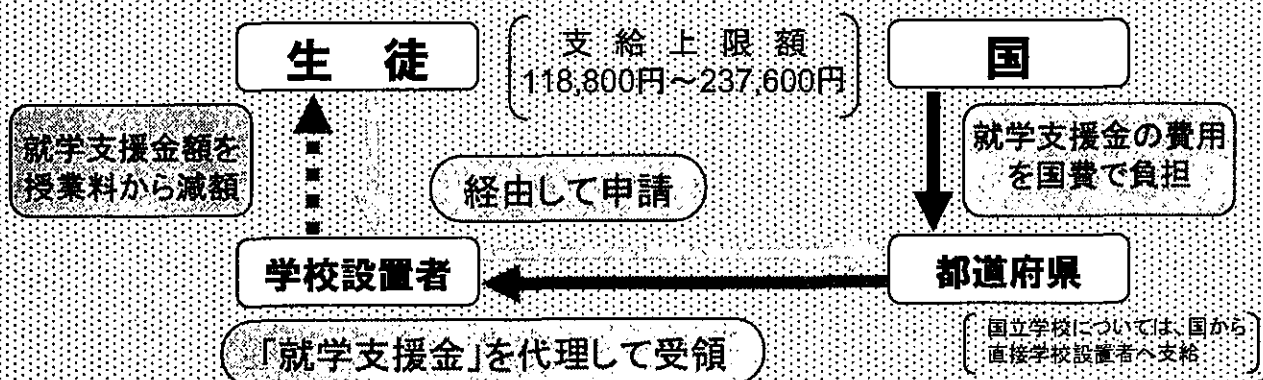 生徒
支給上限額
118,800円～237,600円
国
就学支援金額を
授業料から減額
就学支援金の費用
を国費で負担
経由して申請
学校設置者
都道府県
「就学支援金」を代理して受領
国立学校については、国から
直接学校設置者へ支給